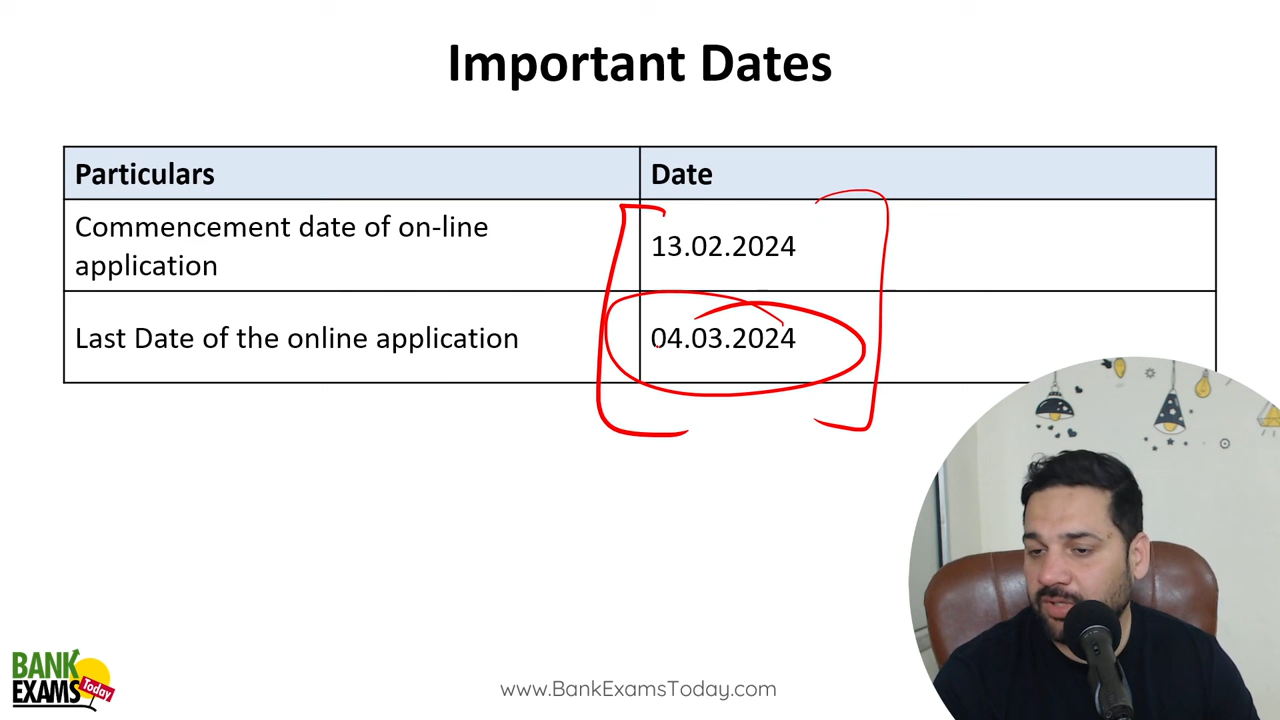 Important Dates
Particulars
Date
Commencement date of on-line
application
13.02.2024
Last Date of the online application
04.03.2024
BANK
EXAMS
Today
www.BankExamsToday.com